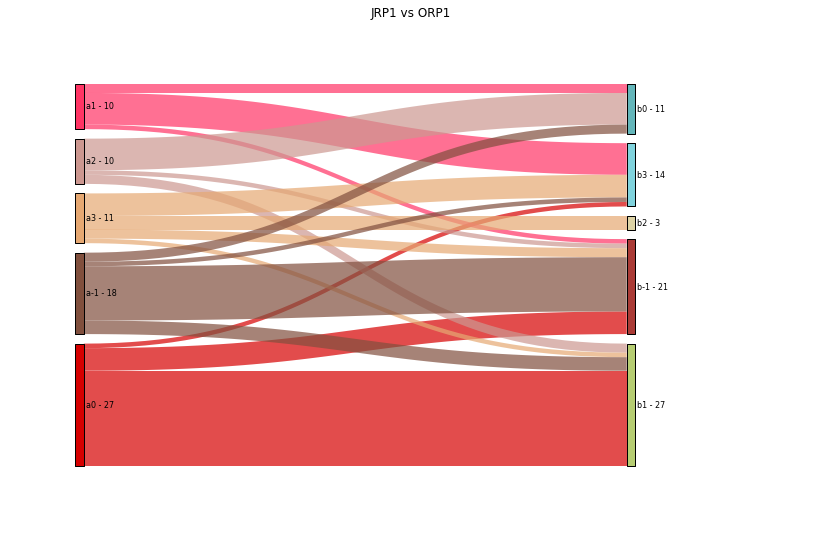 JRP1 vs ORP1
a1 - 10
a2 - 10
a3 - 11
a-1 - 18
a0 - 27
b0 - 11
b3 - 14
b2 - 3
b-1 - 21
b1 - 27